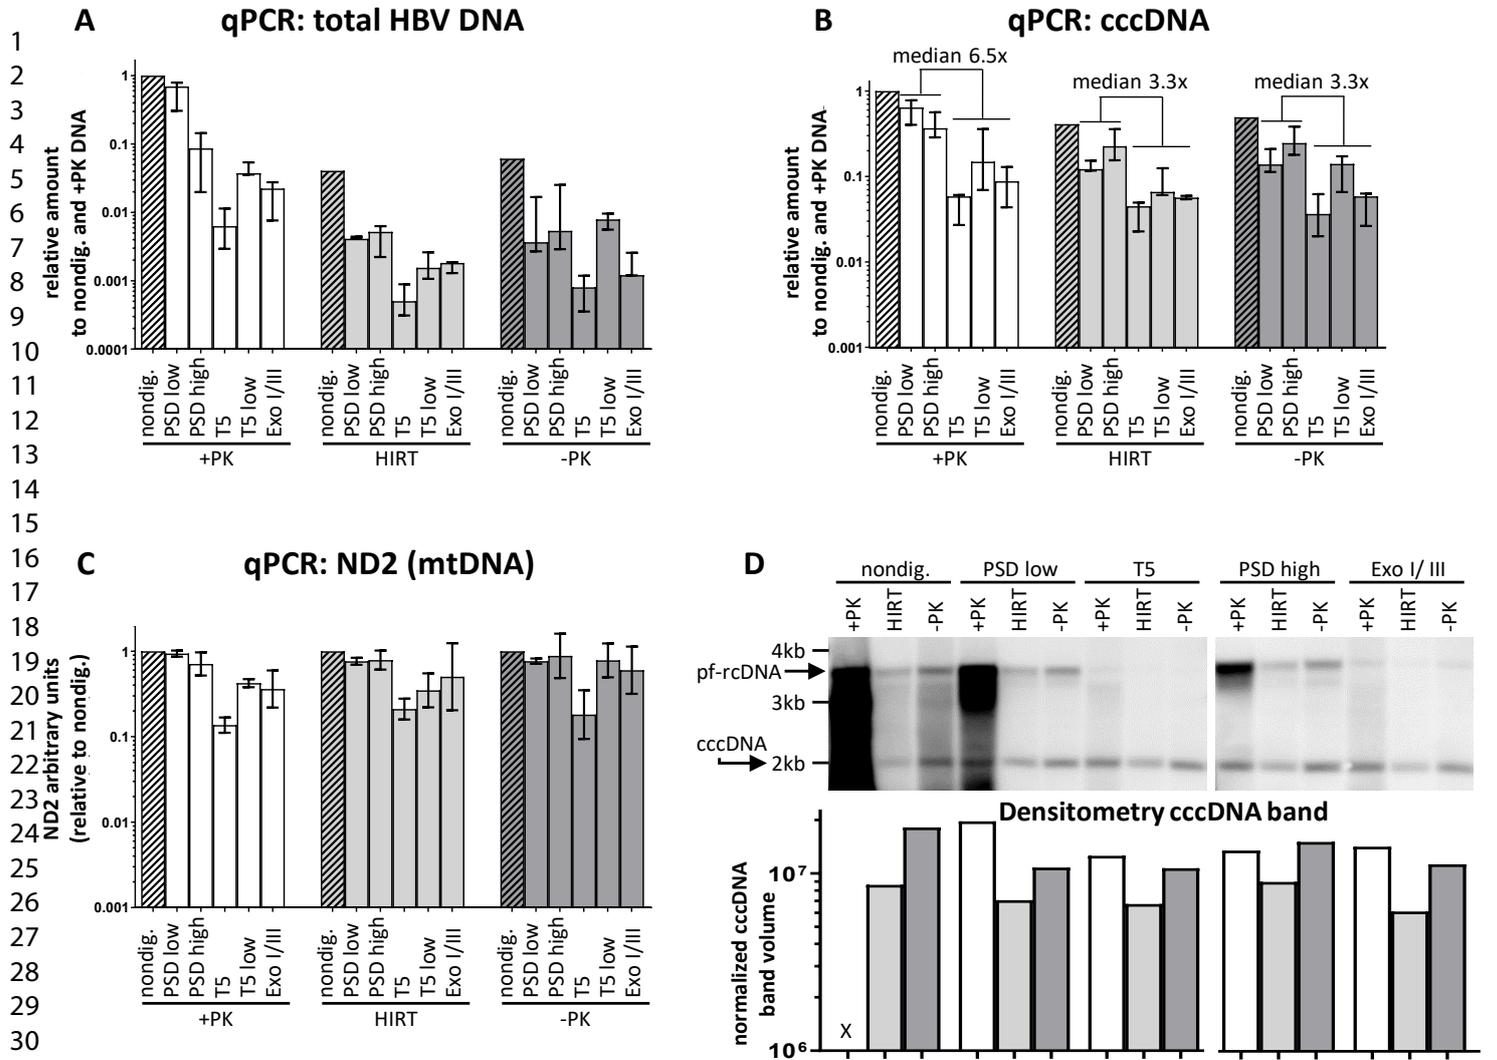 1
2
3
4
5
6
7
8
9
10
11
12
13
14
15
16
17
18
19
20
21
22
23
24
25
26
27
28
29
30
A qPCR: total HBV DNA
relative amount
to nondig. and +PK DNA
1
0.1
0.01
0.001
0.0001
nondig. PSD low PSD high T5 T5 low Exo I/III nondig. PSD low PSD high T5 T5 low Exo I/III nondig. PSD low PSD high T5 T5 low Exo I/III
+PK HIRT -PK
B qPCR: cccDNA
relative amount
to nondig. and +PK DNA
median 6.5x
median 3.3x median 3.3x
1
0.1
0.01
0.001
nondig. PSD low PSD high T5 T5 low Exo I/III nondig. PSD low PSD high T5 T5 low Exo I/III nondig. PSD low PSD high T5 T5 low Exo I/III
+PK HIRT -PK
C qPCR: ND2 (mtDNA)
ND2 arbitrary units
(relative to nondig.)
1
0.1
0.01
0.001
nondig. PSD low PSD high T5 T5 low Exo I/III nondig. PSD low PSD high T5 T5 low Exo I/III nondig. PSD low PSD high T5 T5 low Exo I/III
+PK HIRT -PK
D
nondig. PSD low T5 PSD high Exo I/ III
+PK HIRT -PK +PK HIRT -PK +PK HIRT -PK +PK HIRT -PK +PK HIRT -PK
4kb
pf-rcDNA
3kb
cccDNA
2kb
Densitometry cccDNA band
normalized cccDNA
band volume
10⁷
X
10⁶